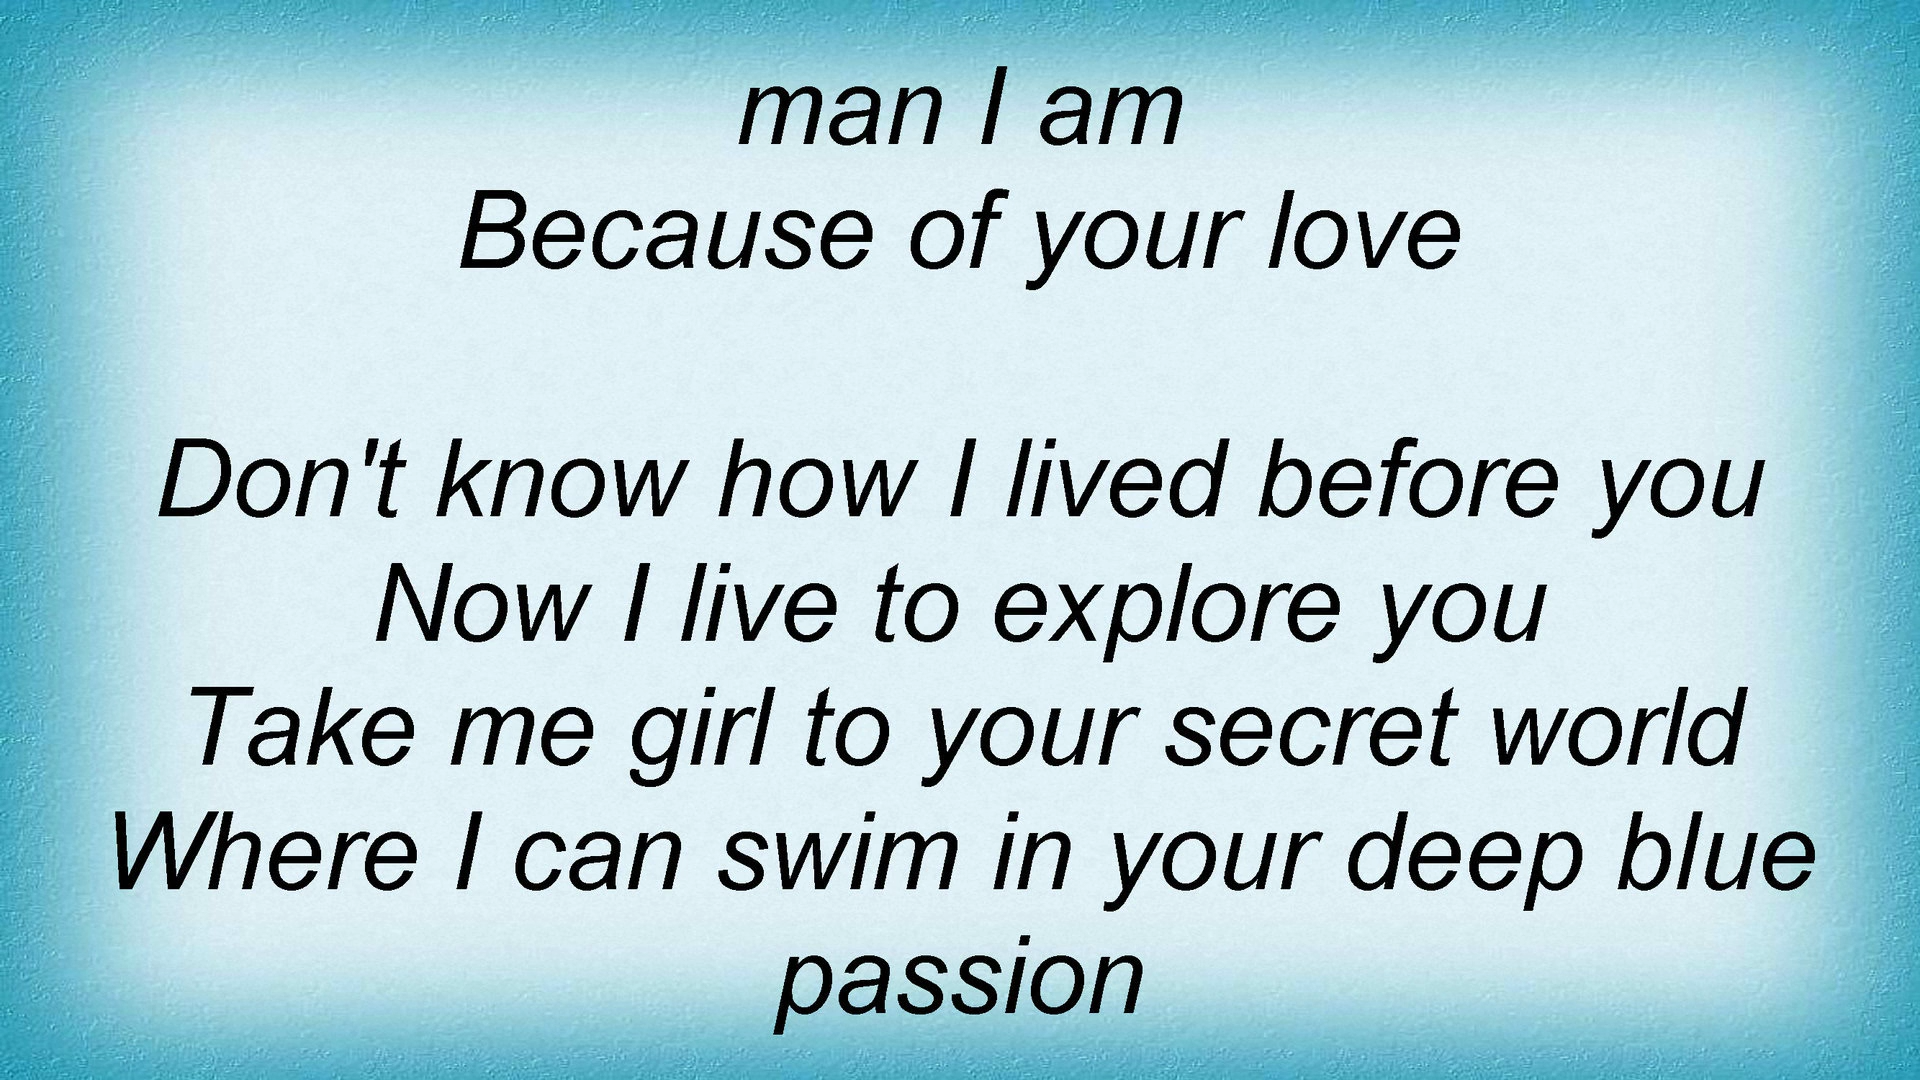 man I am
Because of your love
Don't know how I lived before you
Now I live to explore you
Take me girl to your secret world
Where I can swim in your deep blue
passion